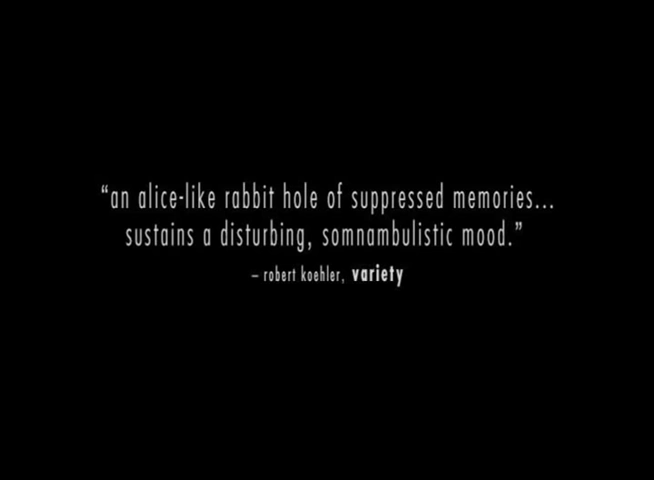 “an alice-like rabbit hole of suppressed memories...
sustains a disturbing, somnambulistic mood.”
– robert koehler, variety